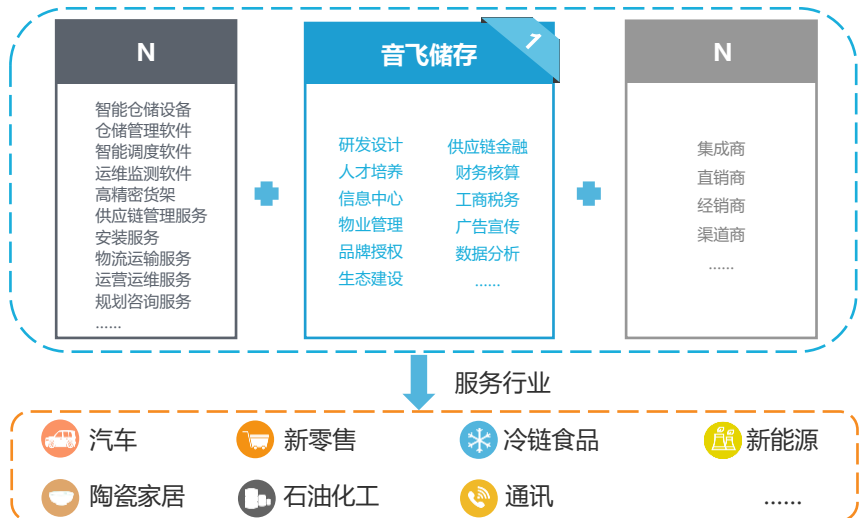 N
智能仓储设备
仓储管理软件
智能调度软件
运维监测软件
高精密货架
供应链管理服务
安装服务
物流运输服务
运营运维服务
规划咨询服务
......
音飞储存
1
研发设计
人才培养
信息中心
物业管理
品牌授权
生态建设
供应链金融
财务核算
工商税务
广告宣传
数据分析
......
N
集成商
直销商
经销商
渠道商
......
服务行业
汽车
新零售
冷链食品
新能源
陶瓷家居
石油化工
通讯
......